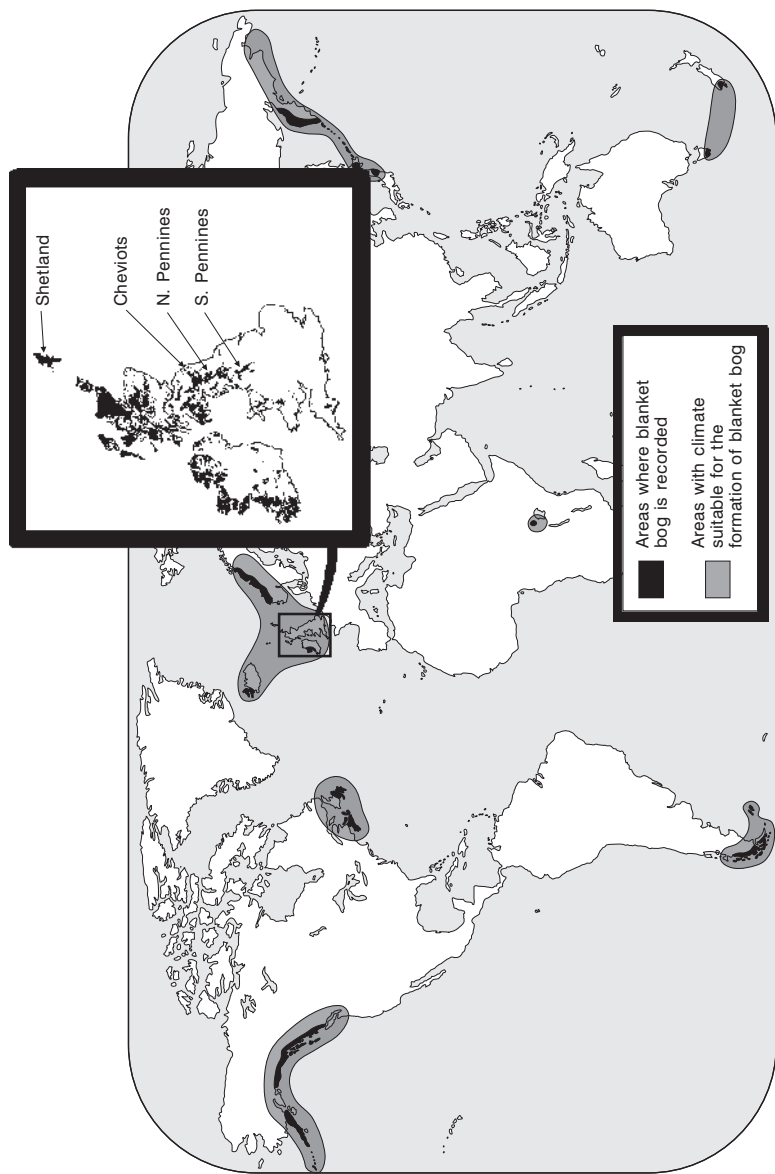 Shetland
Cheviots
N. Pennines
S. Pennines
Areas where blanket
bog is recorded
Areas with climate
suitable for the
formation of blanket bog